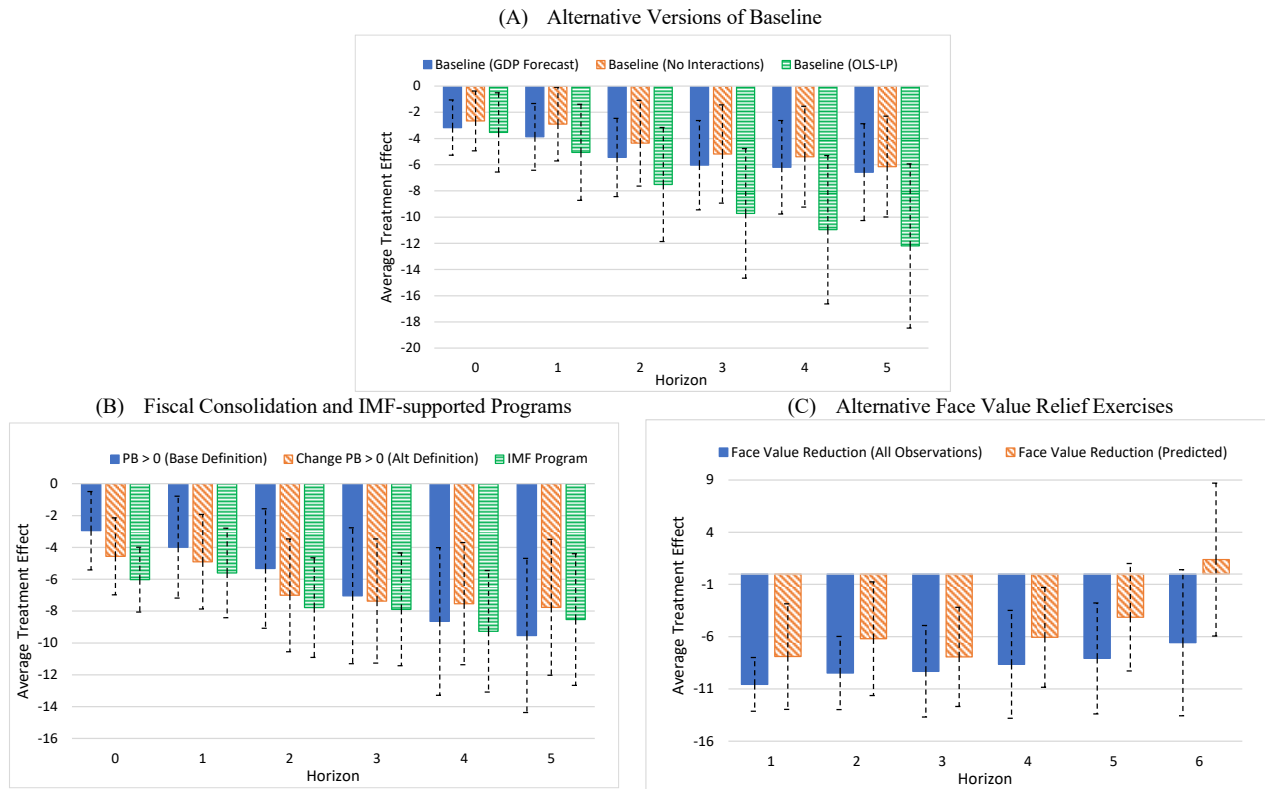 (A) Alternative Versions of Baseline
Baseline (GDP Forecast) Baseline (No Interactions) Baseline (OLS-LP)
Average Treatment Effect
0
-2
-4
-6
-8
-10
-12
-14
-16
-18
-20
0 1 2 3 4 5
Horizon
(B) Fiscal Consolidation and IMF-supported Programs
PB > 0 (Base Definition) Change PB > 0 (Alt Definition) IMF Program
Average Treatment Effect
0
-2
-4
-6
-8
-10
-12
-14
-16
0 1 2 3 4 5
Horizon
(C) Alternative Face Value Relief Exercises
Face Value Reduction (All Observations) Face Value Reduction (Predicted)
Average Treatment Effect
9
4
-1
-6
-11
-16
1 2 3 4 5 6
Horizon